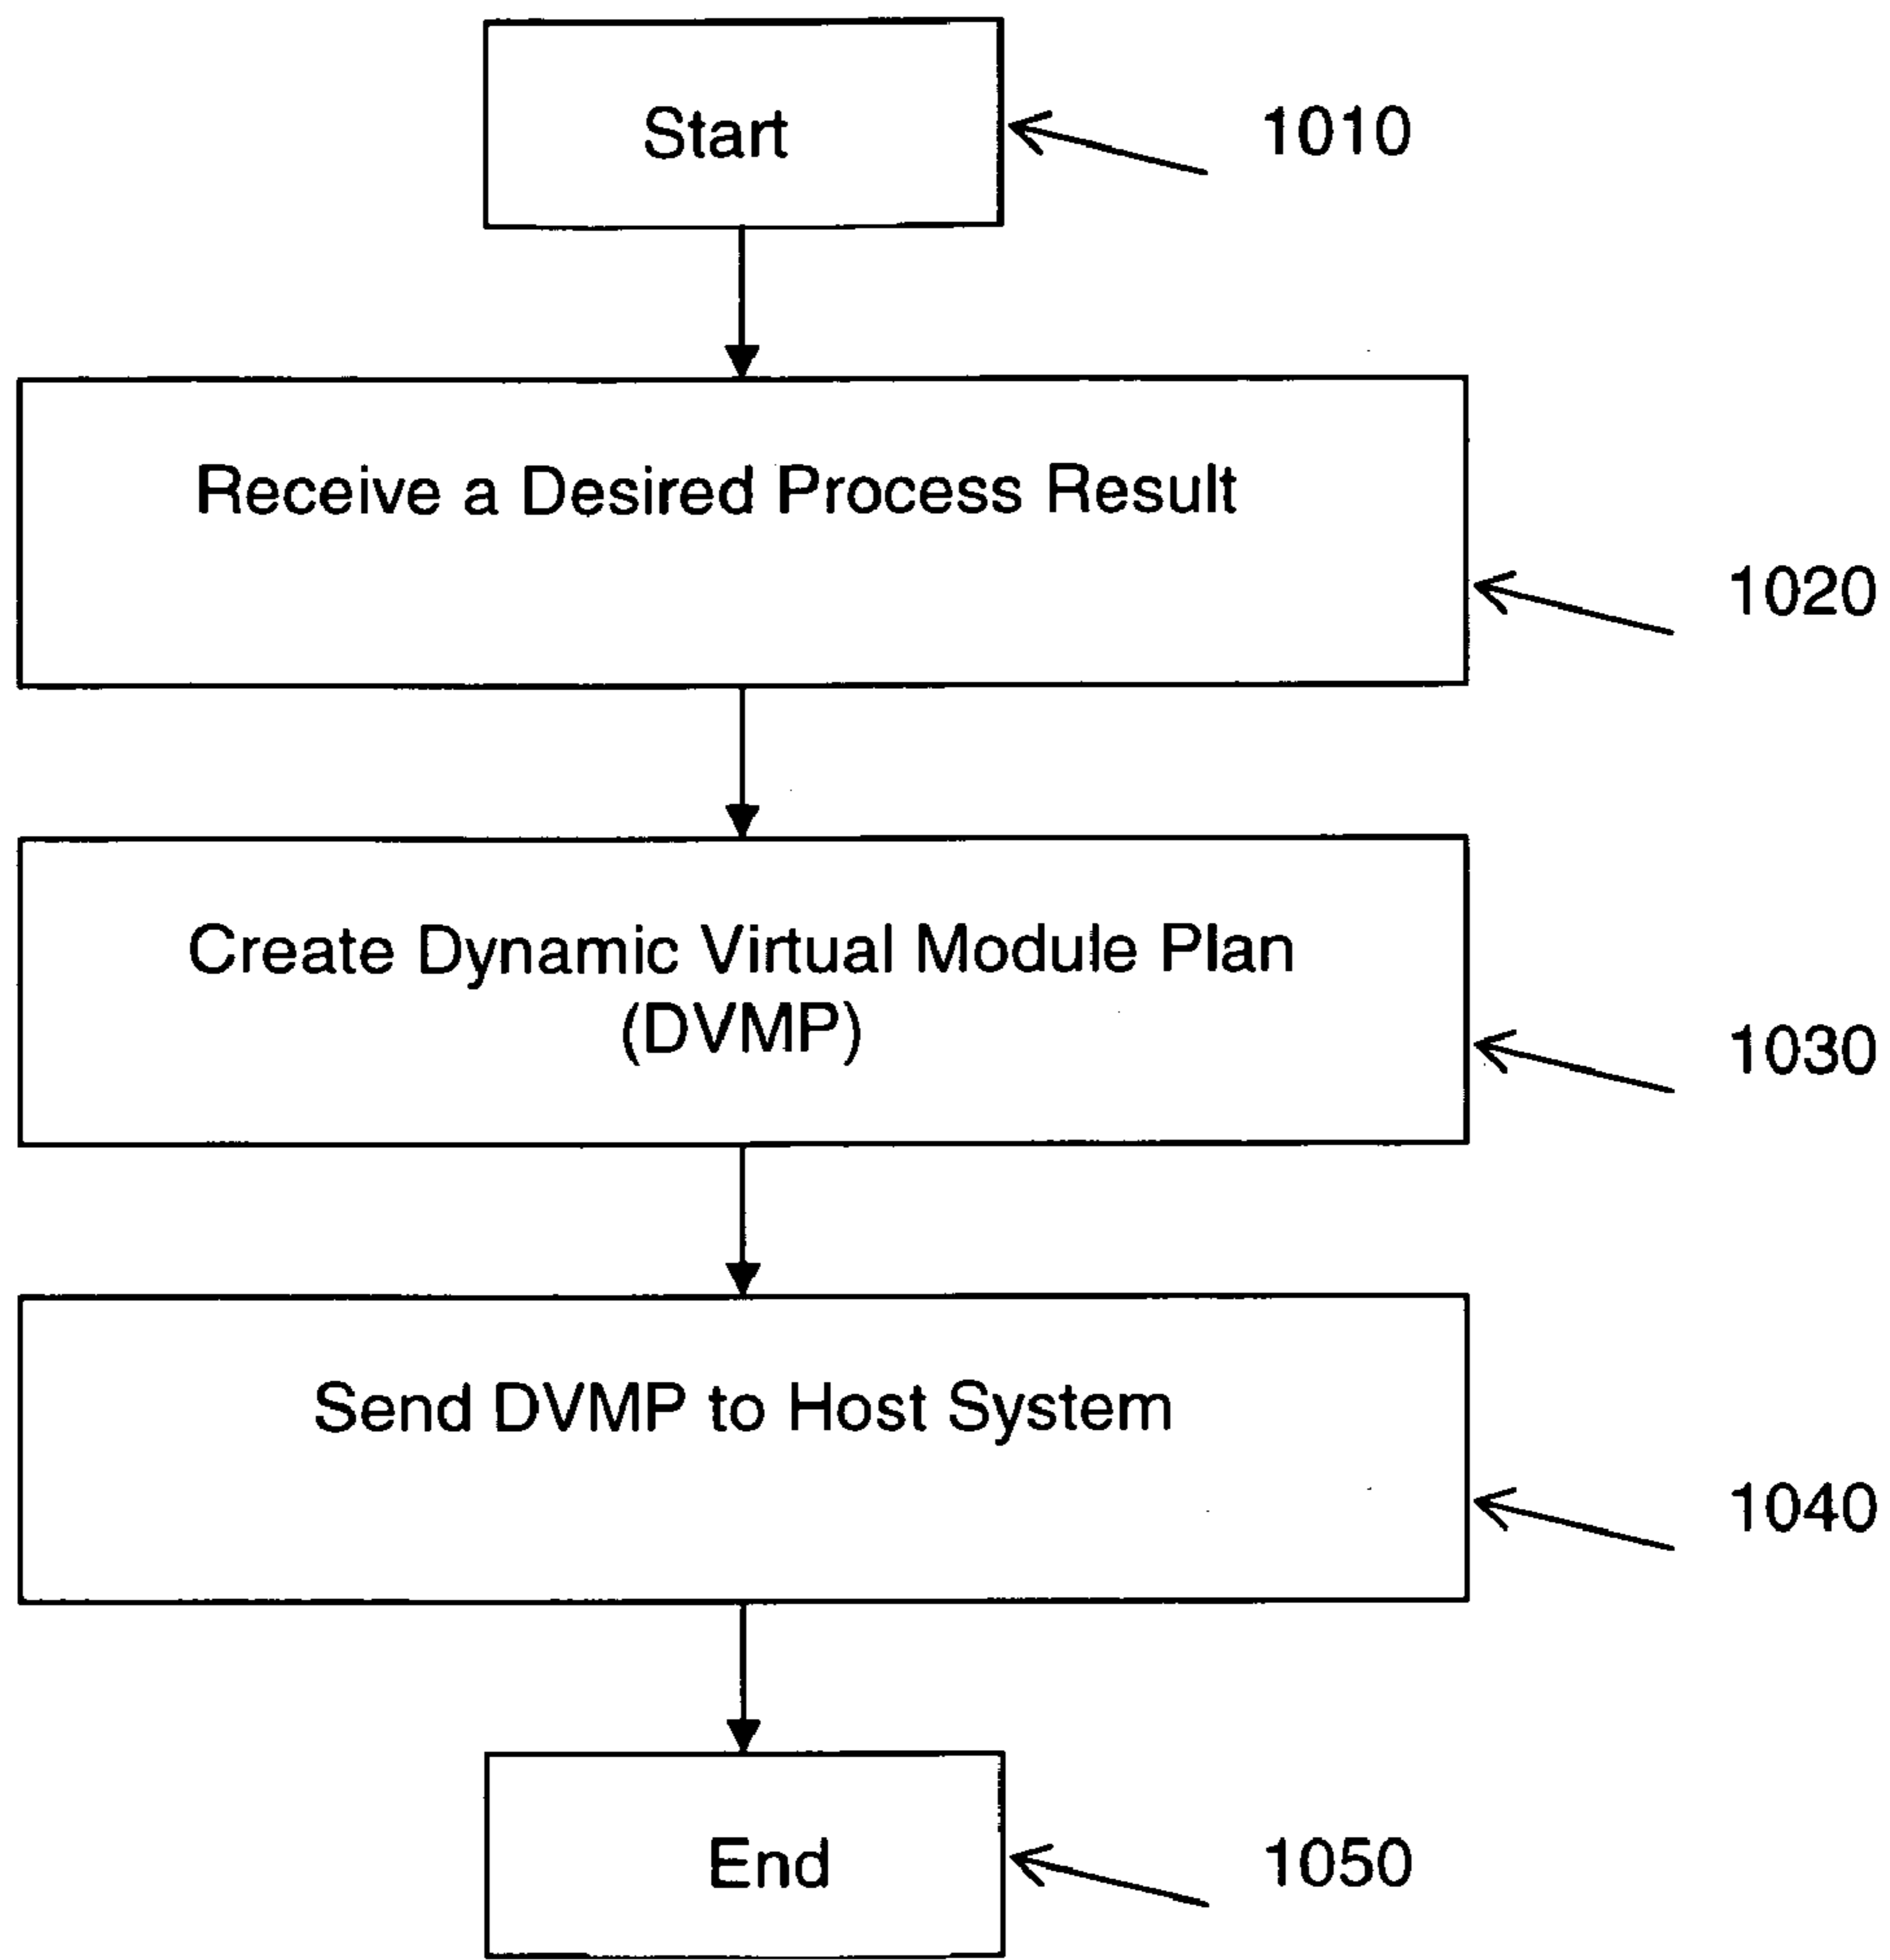 Start
1010
Receive a Desired Process Result
1020
Create Dynamic Virtual Module Plan
(DVMP)
1030
Send DVMP to Host System
1040
End
1050